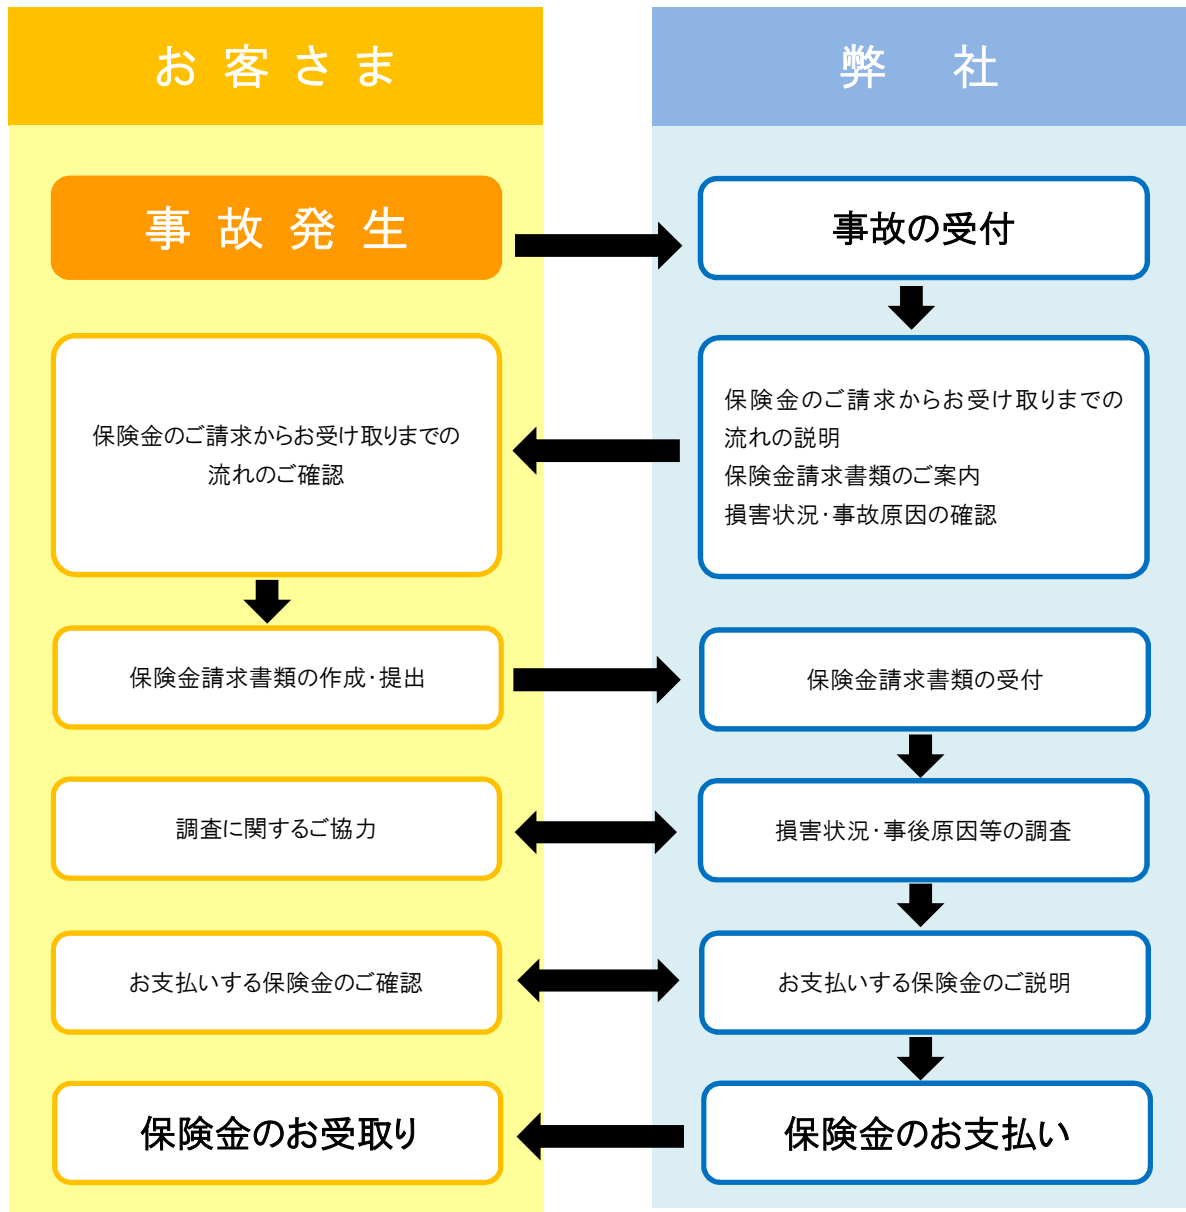 お客さま
弊社
事故発生
事故の受付
保険金のご請求からお受け取りまでの
流れのご確認
保険金のご請求からお受け取りまでの
流れの説明
保険金請求書類のご案内
損害状況・事故原因の確認
保険金請求書類の作成・提出
保険金請求書類の受付
調査に関するご協力
損害状況・事後原因等の調査
お支払いする保険金のご確認
お支払いする保険金のご説明
保険金のお受取り
保険金のお支払い